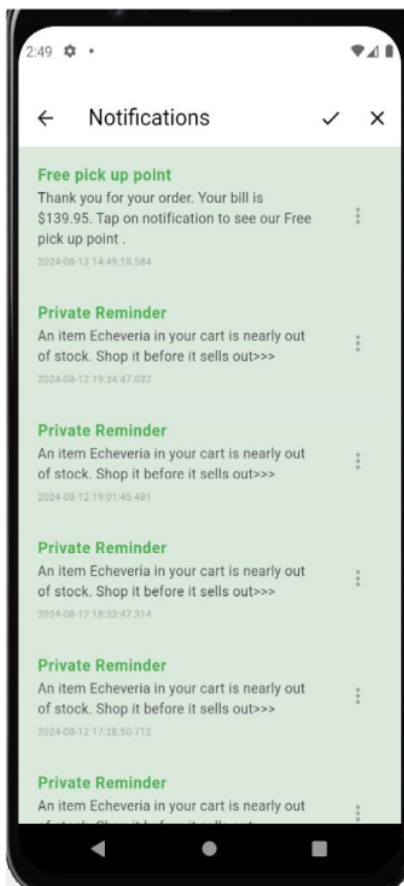 2:49
Notifications
Free pick up point
Thank you for your order. Your bill is
$139.95. Tap on notification to see our Free
pick up point .
2024-08-13 14:49:18.584
Private Reminder
An item Echeveria in your cart is nearly out
of stock. Shop it before it sells out>>>
2024-08-12 19:34:47.032
Private Reminder
An item Echeveria in your cart is nearly out
of stock. Shop it before it sells out>>>
2024-08-12 19:01:45.481
Private Reminder
An item Echeveria in your cart is nearly out
of stock. Shop it before it sells out>>>
2024-08-12 18:33:47.314
Private Reminder
An item Echeveria in your cart is nearly out
of stock. Shop it before it sells out>>>
2024-08-12 17:28:50.712
Private Reminder
An item Echeveria in your cart is nearly out